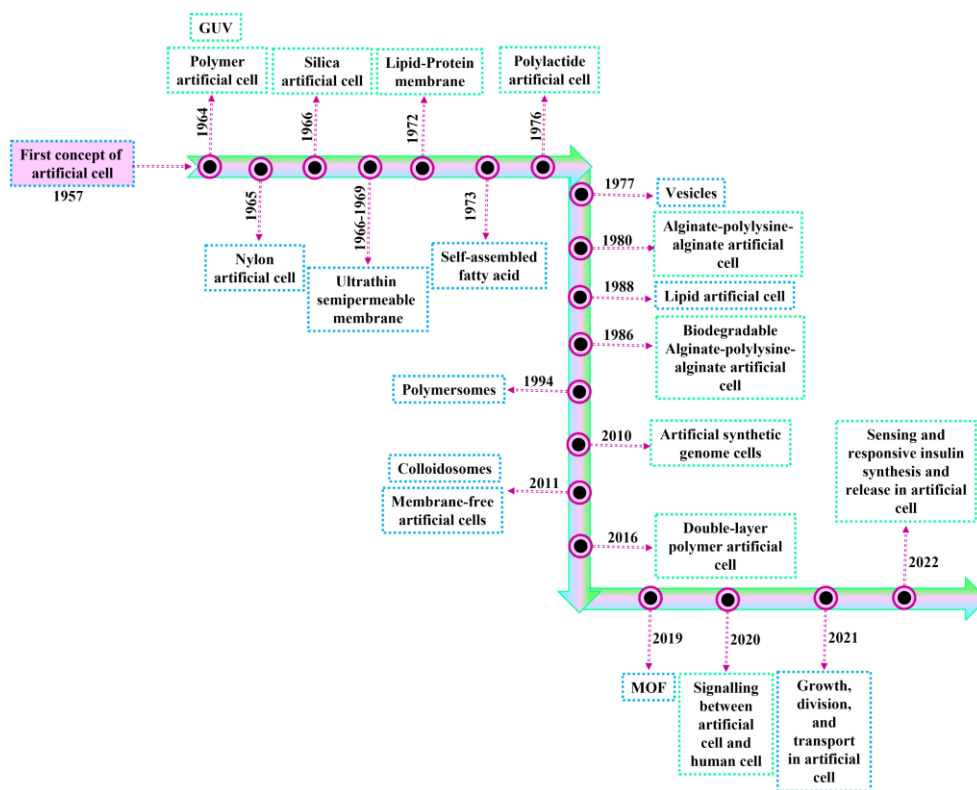 GUV
Polymer
artificial cell
Silica
artificial cell
Lipid-Protein
membrane
Polylactide
artificial cell
1964
1966
1972
1976
First concept of
artificial cell
1957
1965
1966-1969
1973
Nylon
artificial cell
Ultrathin
semipermeable
membrane
Self-assembled
fatty acid
1977
Vesicles
1980
Alginate-polylysine-
alginate artificial
cell
1988
Lipid artificial cell
1986
Biodegradable
Alginate-polylysine-
alginate artificial
cell
1994
Polymersomes
2010
Artificial synthetic
genome cells
Colloidosomes
2011
Membrane-free
artificial cells
2016
Double-layer
polymer artificial
cell
Sensing and
responsive insulin
synthesis and
release in artificial
cell
2022
2019
2020
2021
MOF
Signalling
between
artificial
cell and
human cell
Growth,
division,
and
transport
in artificial
cell